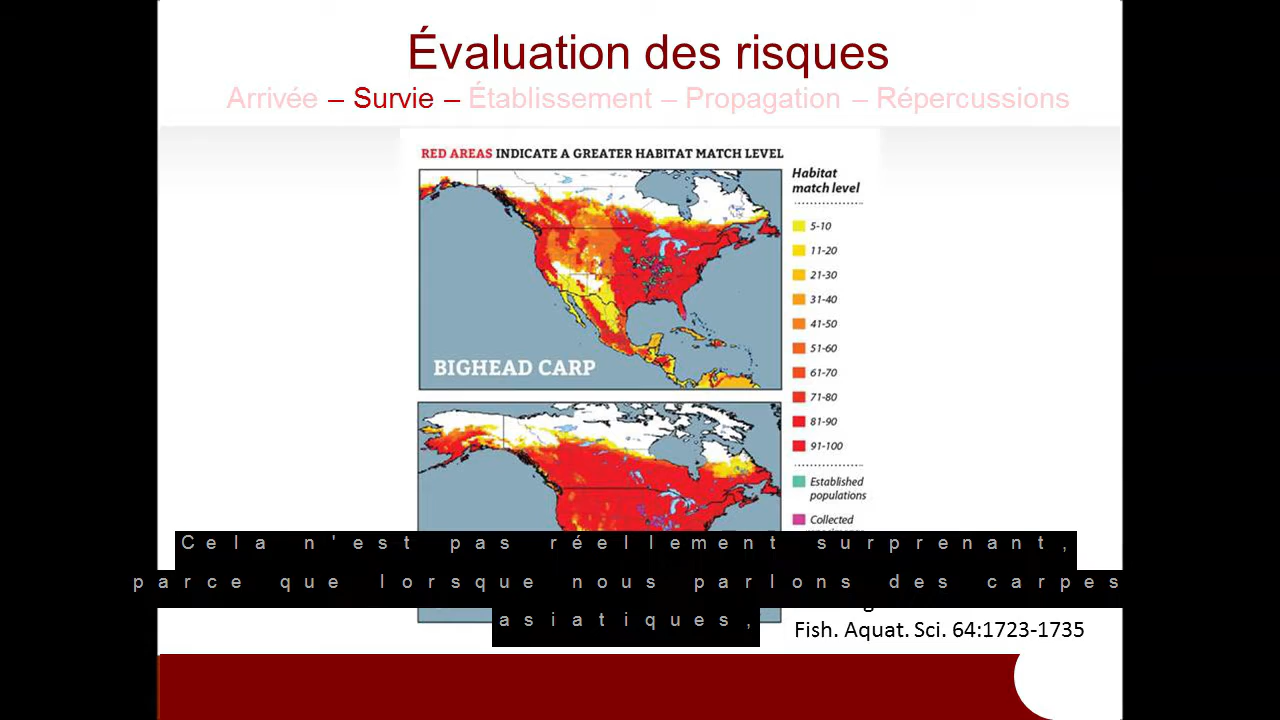 Évaluation des risques
Arrivée – Survie – Établissement – Propagation – Répercussions
RED AREAS INDICATE A GREATER HABITAT MATCH LEVEL
Habitat
match level
5-10
11-20
21-30
31-40
41-50
51-60
61-70
71-80
81-90
91-100
Established
populations
Collected
BIGHEAD CARP
Cela n'est pas réellement surprenant,
parce que lorsque nous parlons des carpes
asiatiques,
Fish. Aquat. Sci. 64:1723-1735